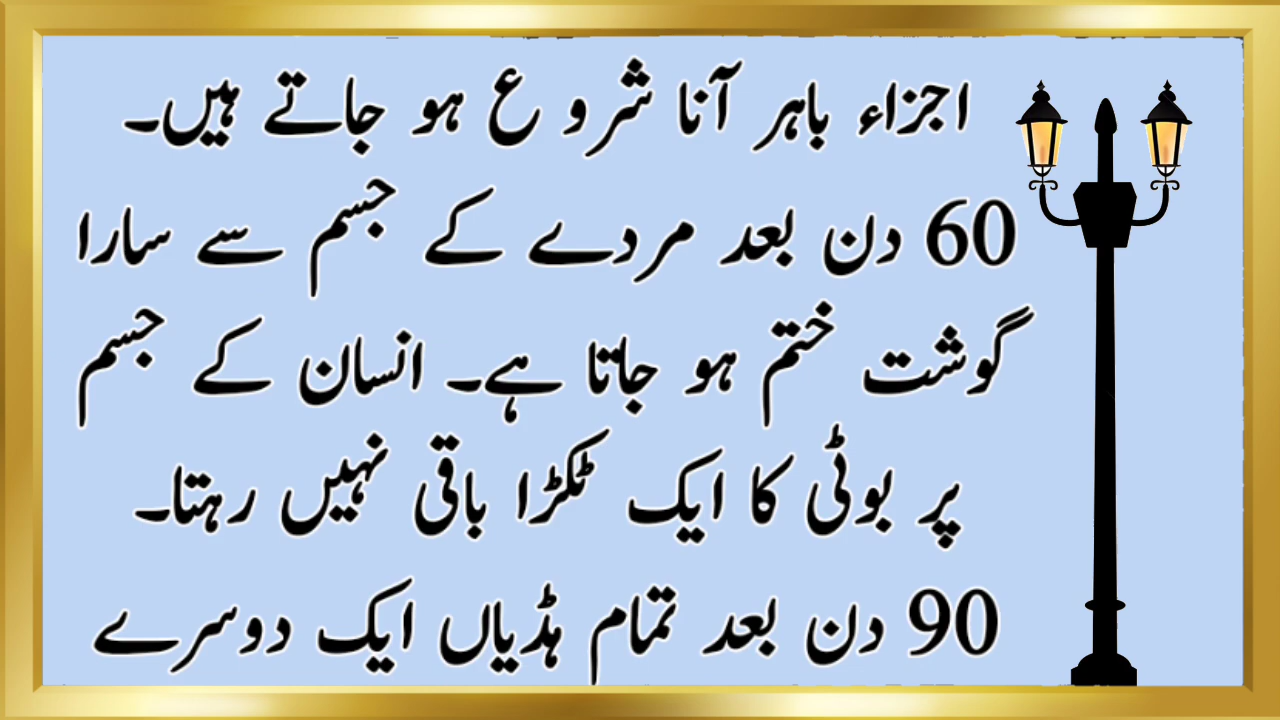 اجزاء باہر آنا شروع ہو جاتے ہیں۔
60 دن بعد مردے کے جسم سے سارا
گوشت ختم ہو جاتا ہے۔ انسان کے جسم
پر بوٹی کا ایک ٹکڑا باقی نہیں رہتا۔
90 دن بعد تمام ہڈیاں ایک دوسرے